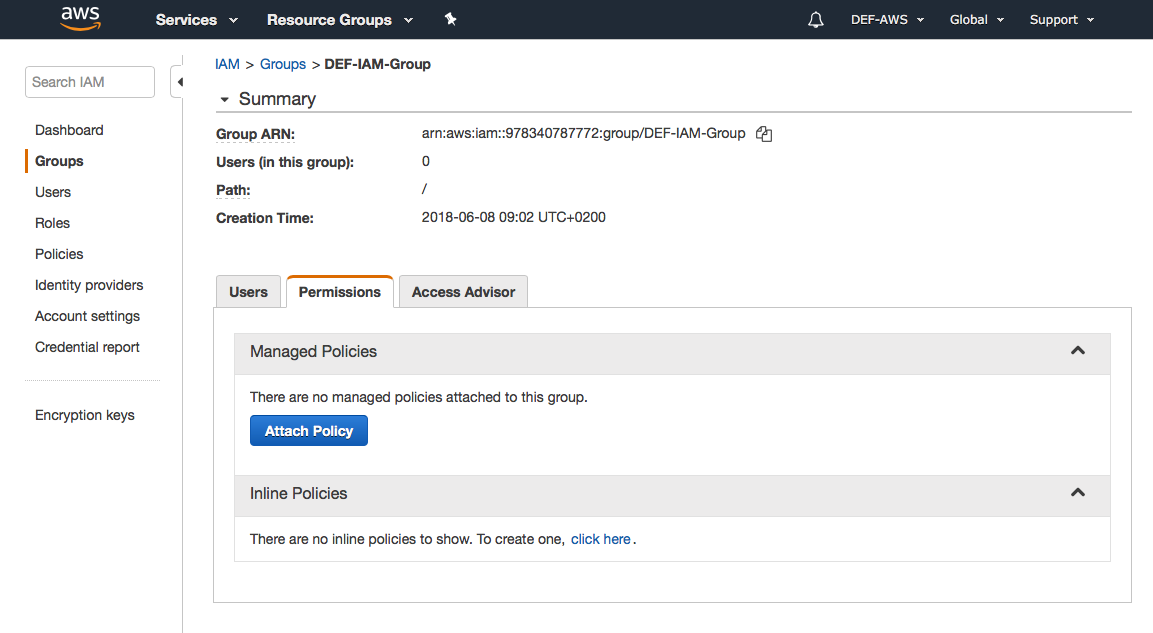 aws Services Resource Groups DEF-AWS Global Support
Search IAM
Dashboard
Groups
Users
Roles
Policies
Identity providers
Account settings
Credential report
Encryption keys
IAM > Groups > DEF-IAM-Group
Summary
Group ARN: arn:aws:iam::978340787772:group/DEF-IAM-Group
Users (in this group): 0
Path: /
Creation Time: 2018-06-08 09:02 UTC+0200
Users Permissions Access Advisor
Managed Policies
There are no managed policies attached to this group.
Attach Policy
Inline Policies
There are no inline policies to show. To create one, click here.